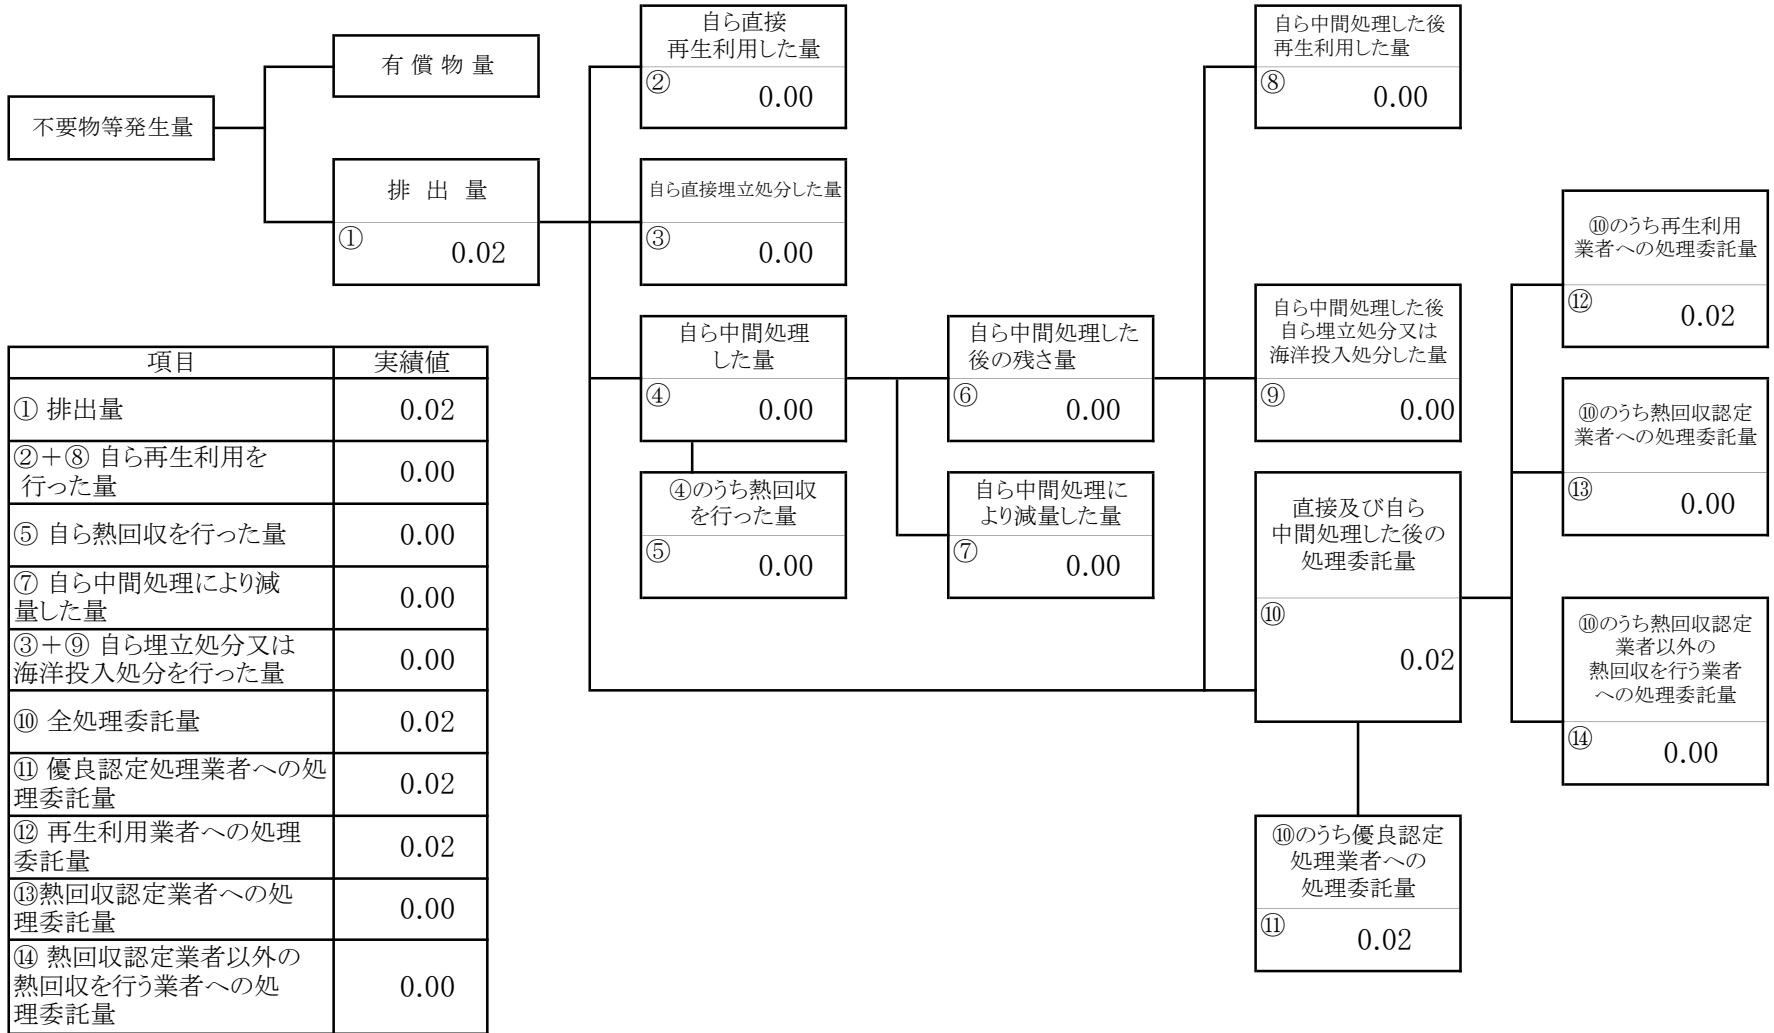 不要物等発生量
有 償 物 量
排 出 量
① 0.02
自ら直接
再生利用した量
② 0.00
自ら直接埋立処分した量
③ 0.00
自ら中間処理
した量
④ 0.00
④のうち熱回収
を行った量
⑤ 0.00
自ら中間処理した
後の残さ量
⑥ 0.00
自ら中間処理に
より減量した量
⑦ 0.00
自ら中間処理した後
再生利用した量
⑧ 0.00
自ら中間処理した後
自ら埋立処分又は
海洋投入処分した量
⑨ 0.00
直接及び自ら
中間処理した後の
処理委託量
⑩
0.02
⑩のうち優良認定
処理業者への
処理委託量
⑪ 0.02
⑩のうち再生利用
業者への処理委託量
⑫ 0.02
⑩のうち熱回収認定
業者への処理委託量
⑬ 0.00
⑩のうち熱回収認定
業者以外の
熱回収を行う業者
への処理委託量
⑭ 0.00
項目 実績値
① 排出量 0.02
②+⑧ 自ら再生利用を
行った量 0.00
⑤ 自ら熱回収を行った量 0.00
⑦ 自ら中間処理により減
量した量 0.00
③+⑨ 自ら埋立処分又は
海洋投入処分を行った量 0.00
⑩ 全処理委託量 0.02
⑪ 優良認定処理業者への処
理委託量 0.02
⑫ 再生利用業者への処理
委託量 0.02
⑬熱回収認定業者への処
理委託量 0.00
⑭ 熱回収認定業者以外の
熱回収を行う業者への処
理委託量 0.00